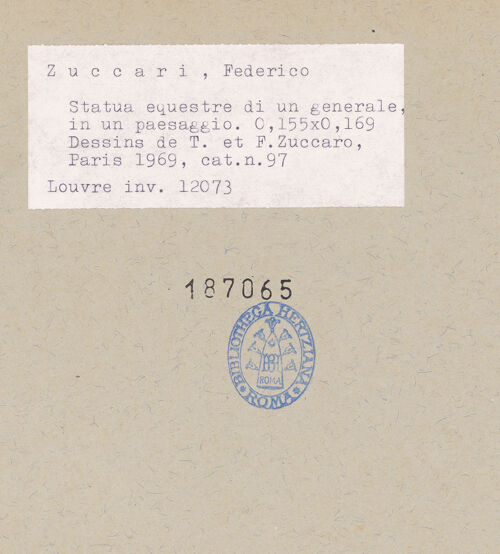 Zuccari, Federico
Statua equestre di un generale,
in un paesaggio. 0,155x0,169
Dessins de T. et F.Zuccaro,
Paris 1969, cat.n.97
Louvre inv. 12073
187065
BIBLIOTHECA HERTZIANA
ROMA
ROMA